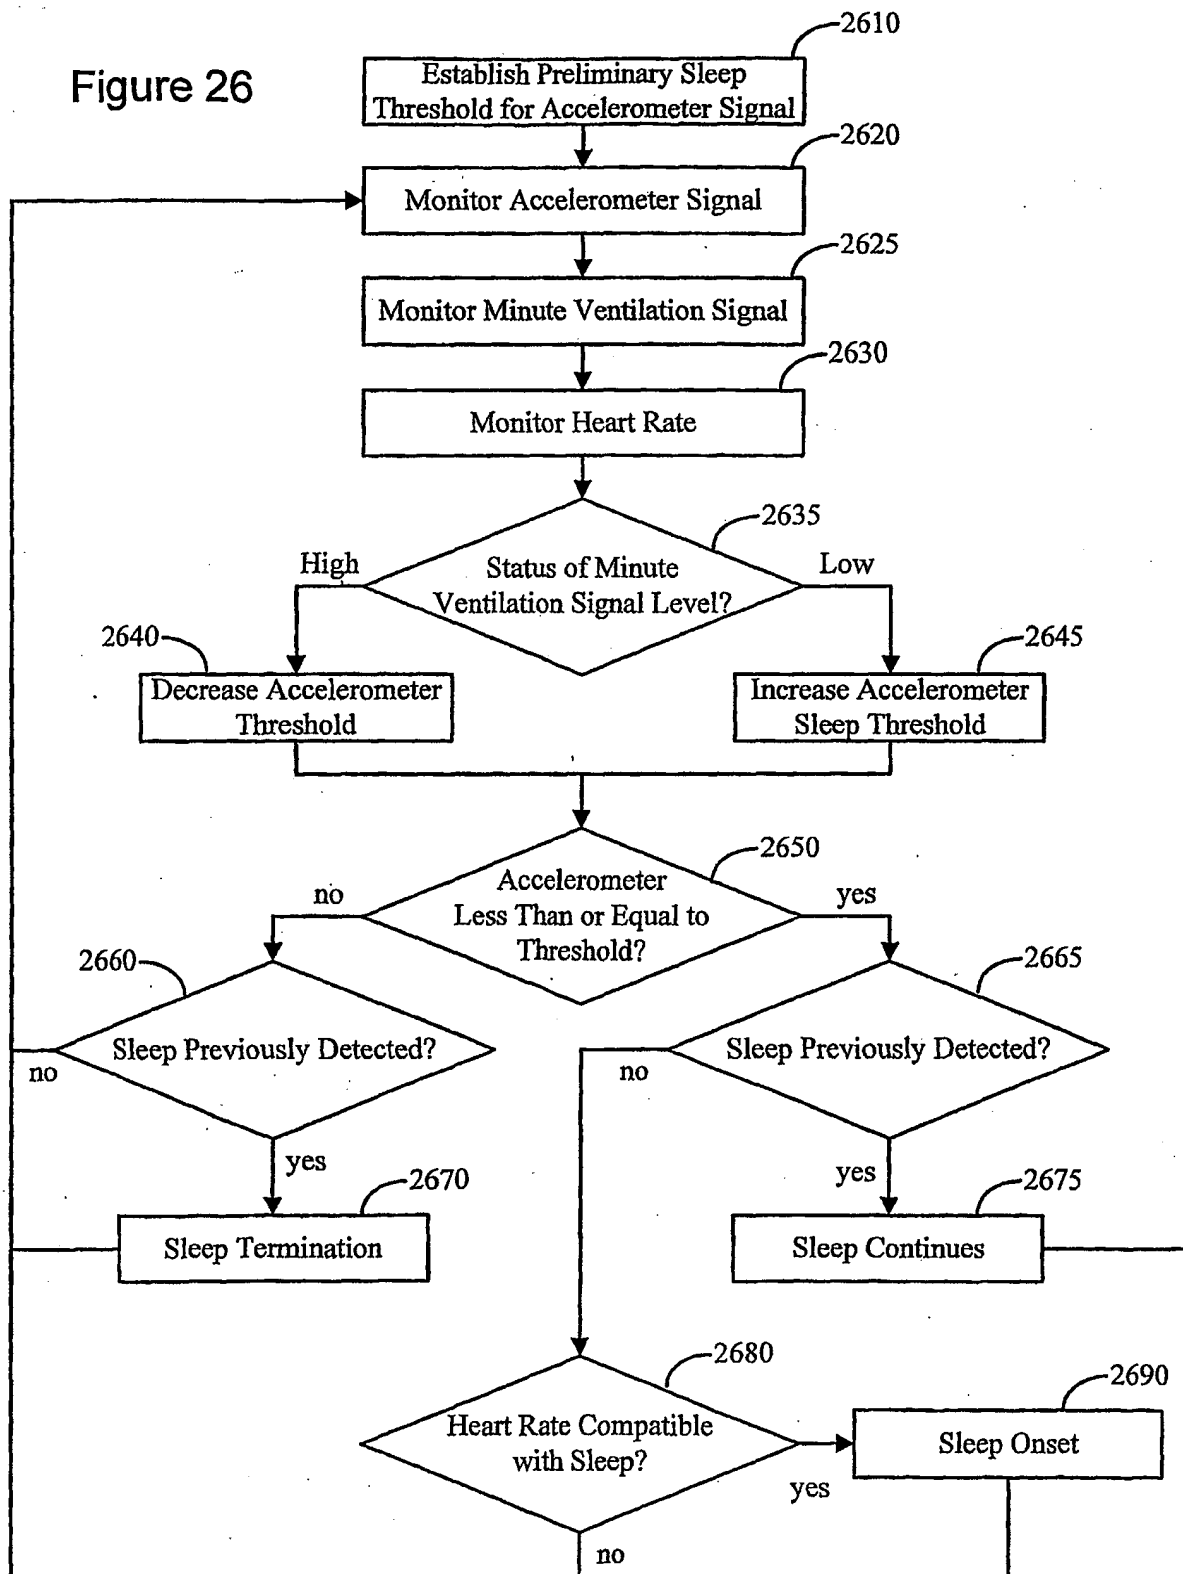 Figure 26
2610
Establish Preliminary Sleep
Threshold for Accelerometer Signal
2620
Monitor Accelerometer Signal
2625
Monitor Minute Ventilation Signal
2630
Monitor Heart Rate
2635
High
Status of Minute
Ventilation Signal Level?
Low
2640
Decrease Accelerometer
Threshold
2645
Increase Accelerometer
Sleep Threshold
2650
no
Accelerometer
Less Than or Equal to
Threshold?
yes
2660
Sleep Previously Detected?
no
yes
2665
Sleep Previously Detected?
no
yes
2670
Sleep Termination
2675
Sleep Continues
2680
Heart Rate Compatible
with Sleep?
yes
no
2690
Sleep Onset